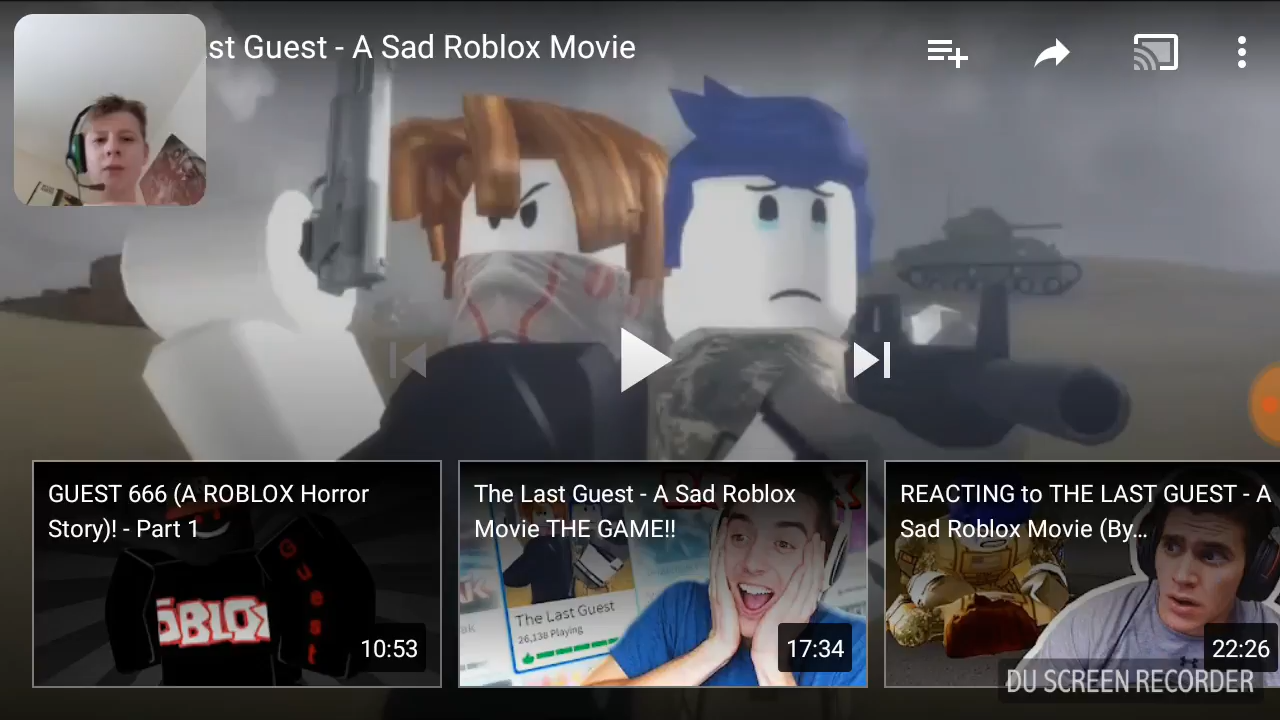 st Guest - A Sad Roblox Movie
GUEST 666 (A ROBLOX Horror
Story)! - Part 1
Guest
10:53
The Last Guest - A Sad Roblox
Movie THE GAME!!
The Last Guest
26,138 Playing
17:34
REACTING to THE LAST GUEST - A
Sad Roblox Movie (By...
22:26
DU SCREEN RECORDER